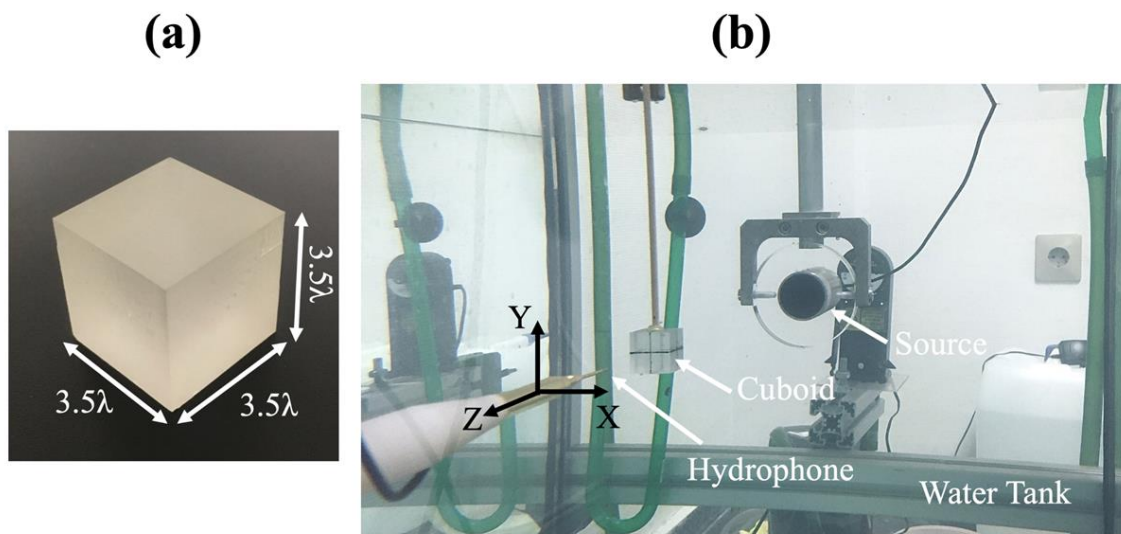 (a)
(b)
3.5λ
3.5λ
3.5λ
Y
X
Z
Source
Cuboid
Hydrophone
Water Tank